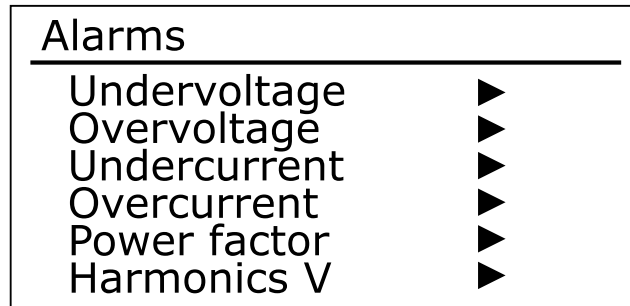 Alarms
Undervoltage ▶
Overvoltage ▶
Undercurrent ▶
Overcurrent ▶
Power factor ▶
Harmonics V ▶